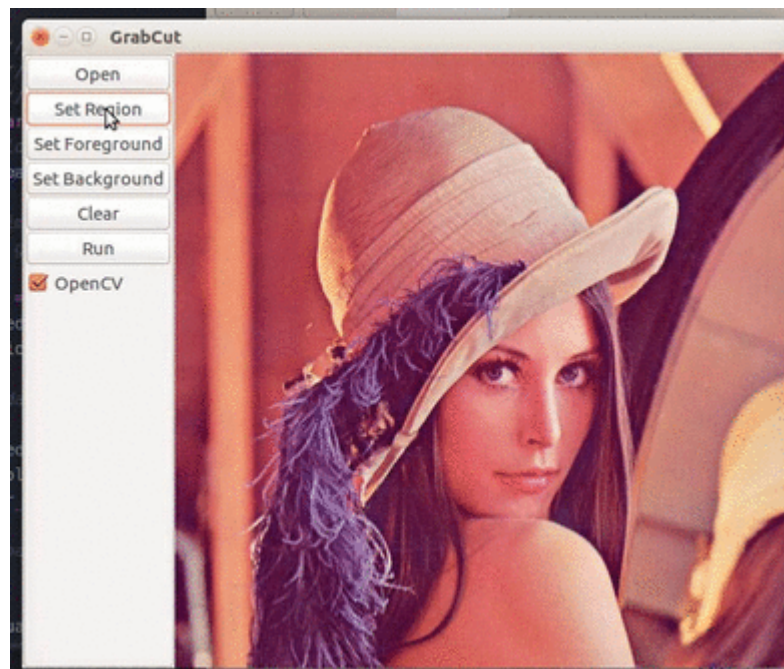 GrabCut
Open
Set Region
Set Foreground
Set Background
Clear
Run
OpenCV